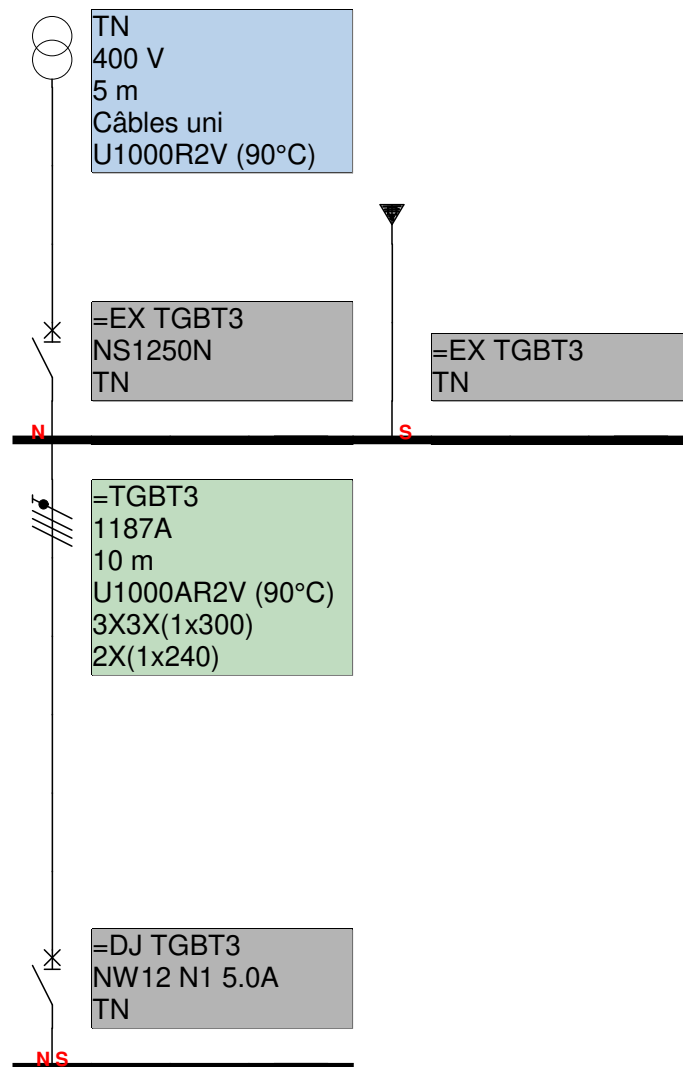 TN
400 V
5 m
Câbles uni
U1000R2V (90°C)
=EX TGBT3
NS1250N
TN
=EX TGBT3
TN
N
S
=TGBT3
1187A
10 m
U1000AR2V (90°C)
3X3X(1x300)
2X(1x240)
=DJ TGBT3
NW12 N1 5.0A
TN
N S